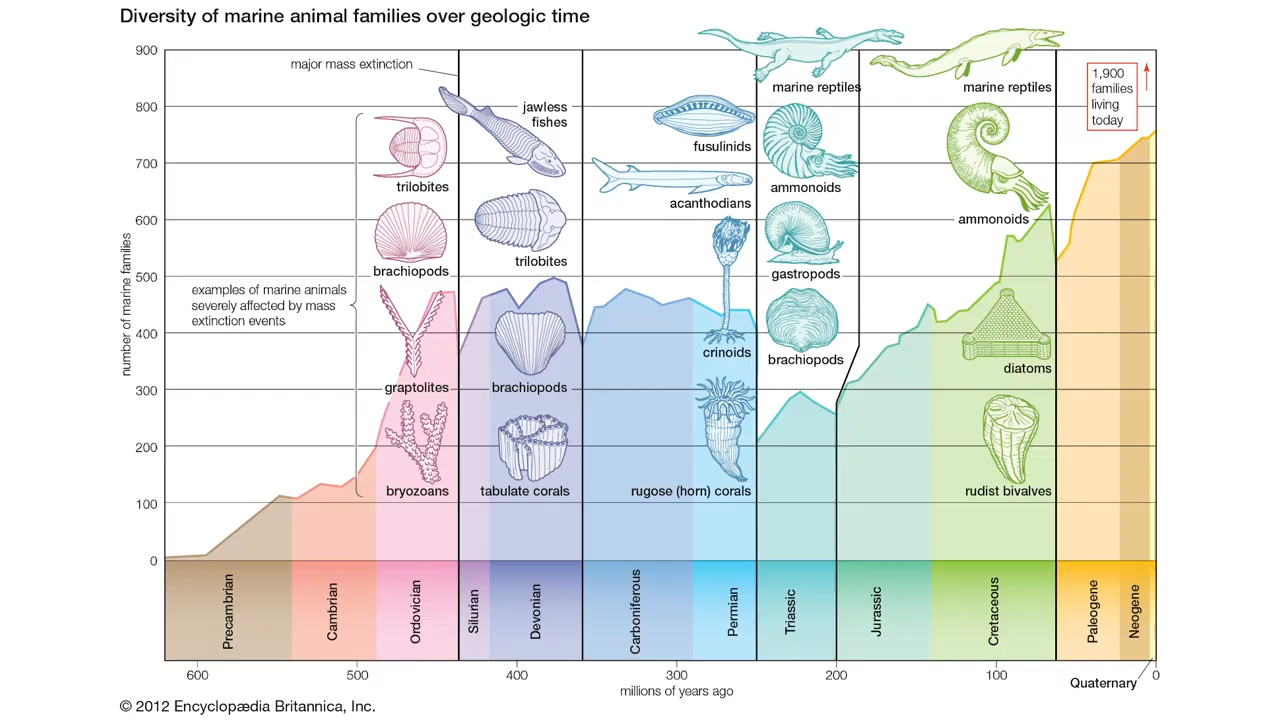 Diversity of marine animal families over geologic time
number of marine families
900
800
700
600
500
400
300
200
100
0
major mass extinction
examples of marine animals
severely affected by mass
extinction events
trilobites
brachiopods
graptolites
bryozoans
jawless
fishes
trilobites
brachiopods
tabulate corals
fusulinids
acanthodians
crinoids
rugose (horn) corals
marine reptiles
ammonoids
gastropods
brachiopods
marine reptiles
ammonoids
diatoms
rudist bivalves
1,900
families
living
today
Precambrian
Cambrian
Ordovician
Silurian
Devonian
Carboniferous
Permian
Triassic
Jurassic
Cretaceous
Paleogene
Neogene
Quaternary
600
500
400
300
200
100
0
millions of years ago
© 2012 Encyclopædia Britannica, Inc.